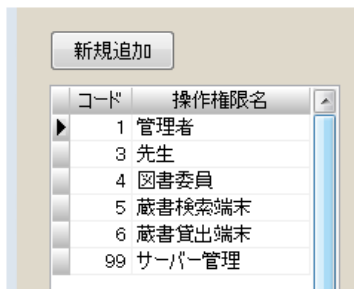 新規追加
コード 操作権限名
1 管理者
3 先生
4 図書委員
5 蔵書検索端末
6 蔵書貸出端末
99 サーバー管理